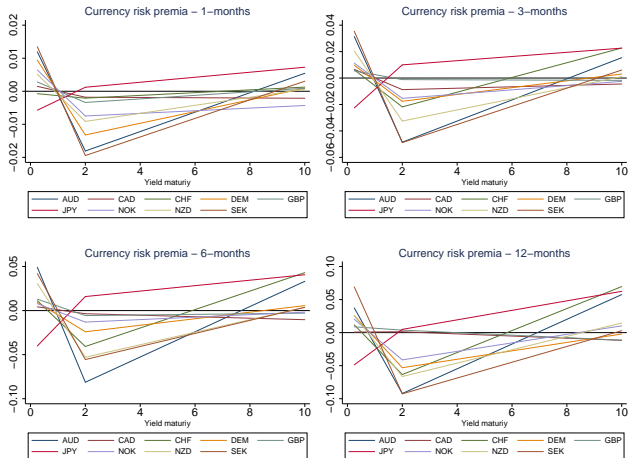 Currency risk premia − 1−months
0.02
0.01
0.00
−0.01
−0.02
0 2 4 6 8 10
Yield maturiy
AUD CAD CHF DEM GBP
JPY NOK NZD SEK
Currency risk premia − 3−months
0.04
0.02
0.00
−0.02
−0.04
−0.06
0 2 4 6 8 10
Yield maturiy
AUD CAD CHF DEM GBP
JPY NOK NZD SEK
Currency risk premia − 6−months
0.05
0.00
−0.05
−0.10
0 2 4 6 8 10
Yield maturiy
AUD CAD CHF DEM GBP
JPY NOK NZD SEK
Currency risk premia − 12−months
0.10
0.05
0.00
−0.05
−0.10
0 2 4 6 8 10
Yield maturiy
AUD CAD CHF DEM GBP
JPY NOK NZD SEK